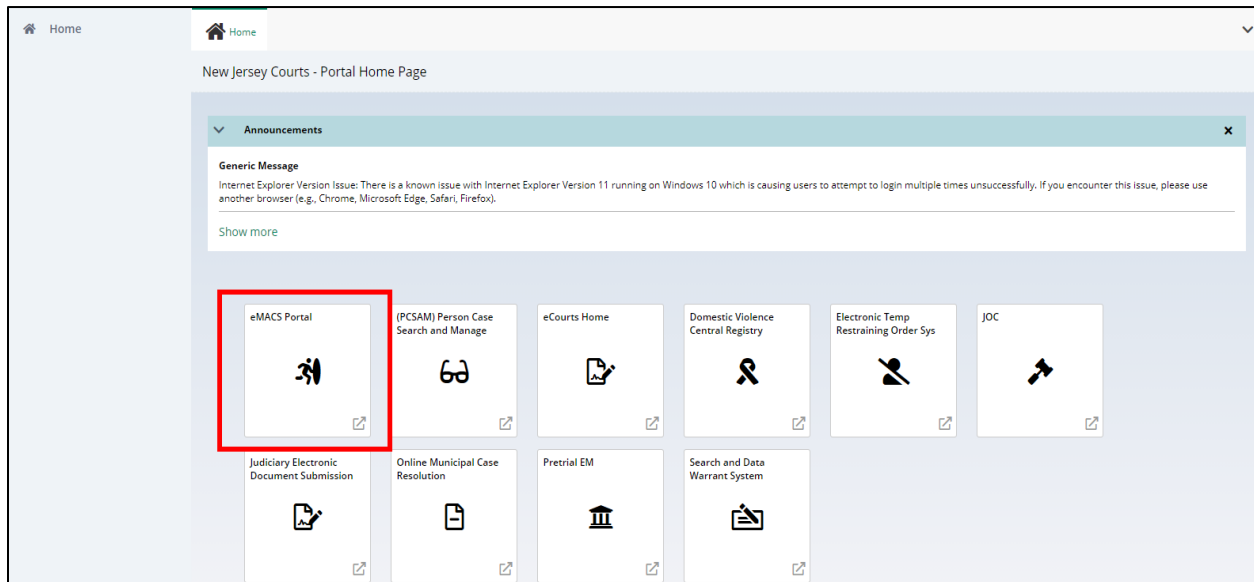 Home
Home
New Jersey Courts - Portal Home Page
Announcements
Generic Message
Internet Explorer Version Issue: There is a known issue with Internet Explorer Version 11 running on Windows 10 which is causing users to attempt to login multiple times unsuccessfully. If you encounter this issue, please use
another browser (e.g., Chrome, Microsoft Edge, Safari, Firefox).
Show more
eMACS Portal
(PCSAM) Person Case
Search and Manage
eCourts Home
Domestic Violence
Central Registry
Electronic Temp
Restraining Order Sys
JOC
Judiciary Electronic
Document Submission
Online Municipal Case
Resolution
Pretrial EM
Search and Data
Warrant System